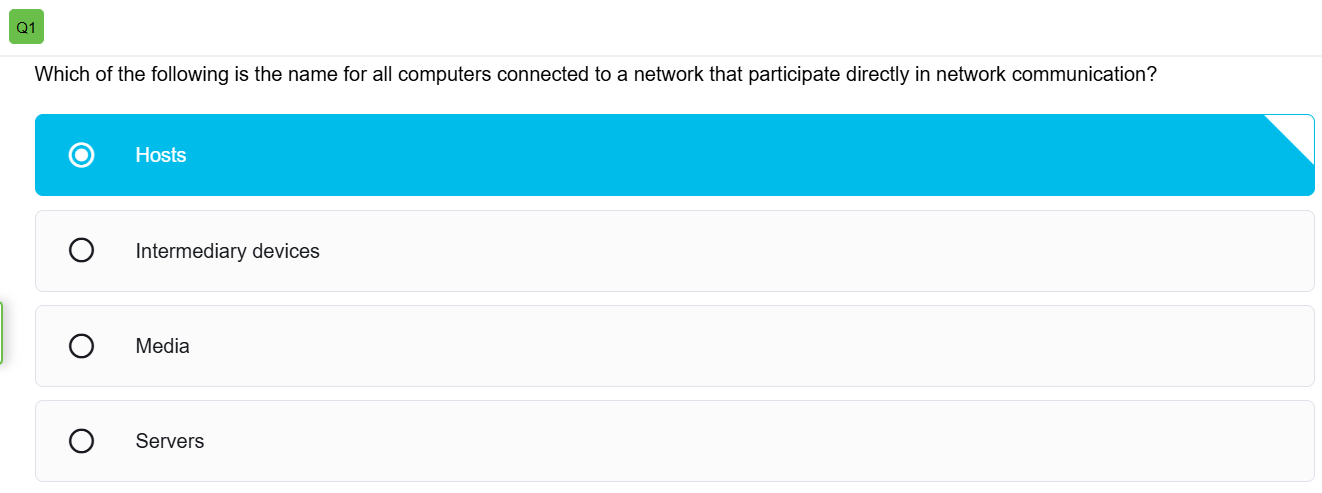 Q1
Which of the following is the name for all computers connected to a network that participate directly in network communication?
Hosts
Intermediary devices
Media
Servers